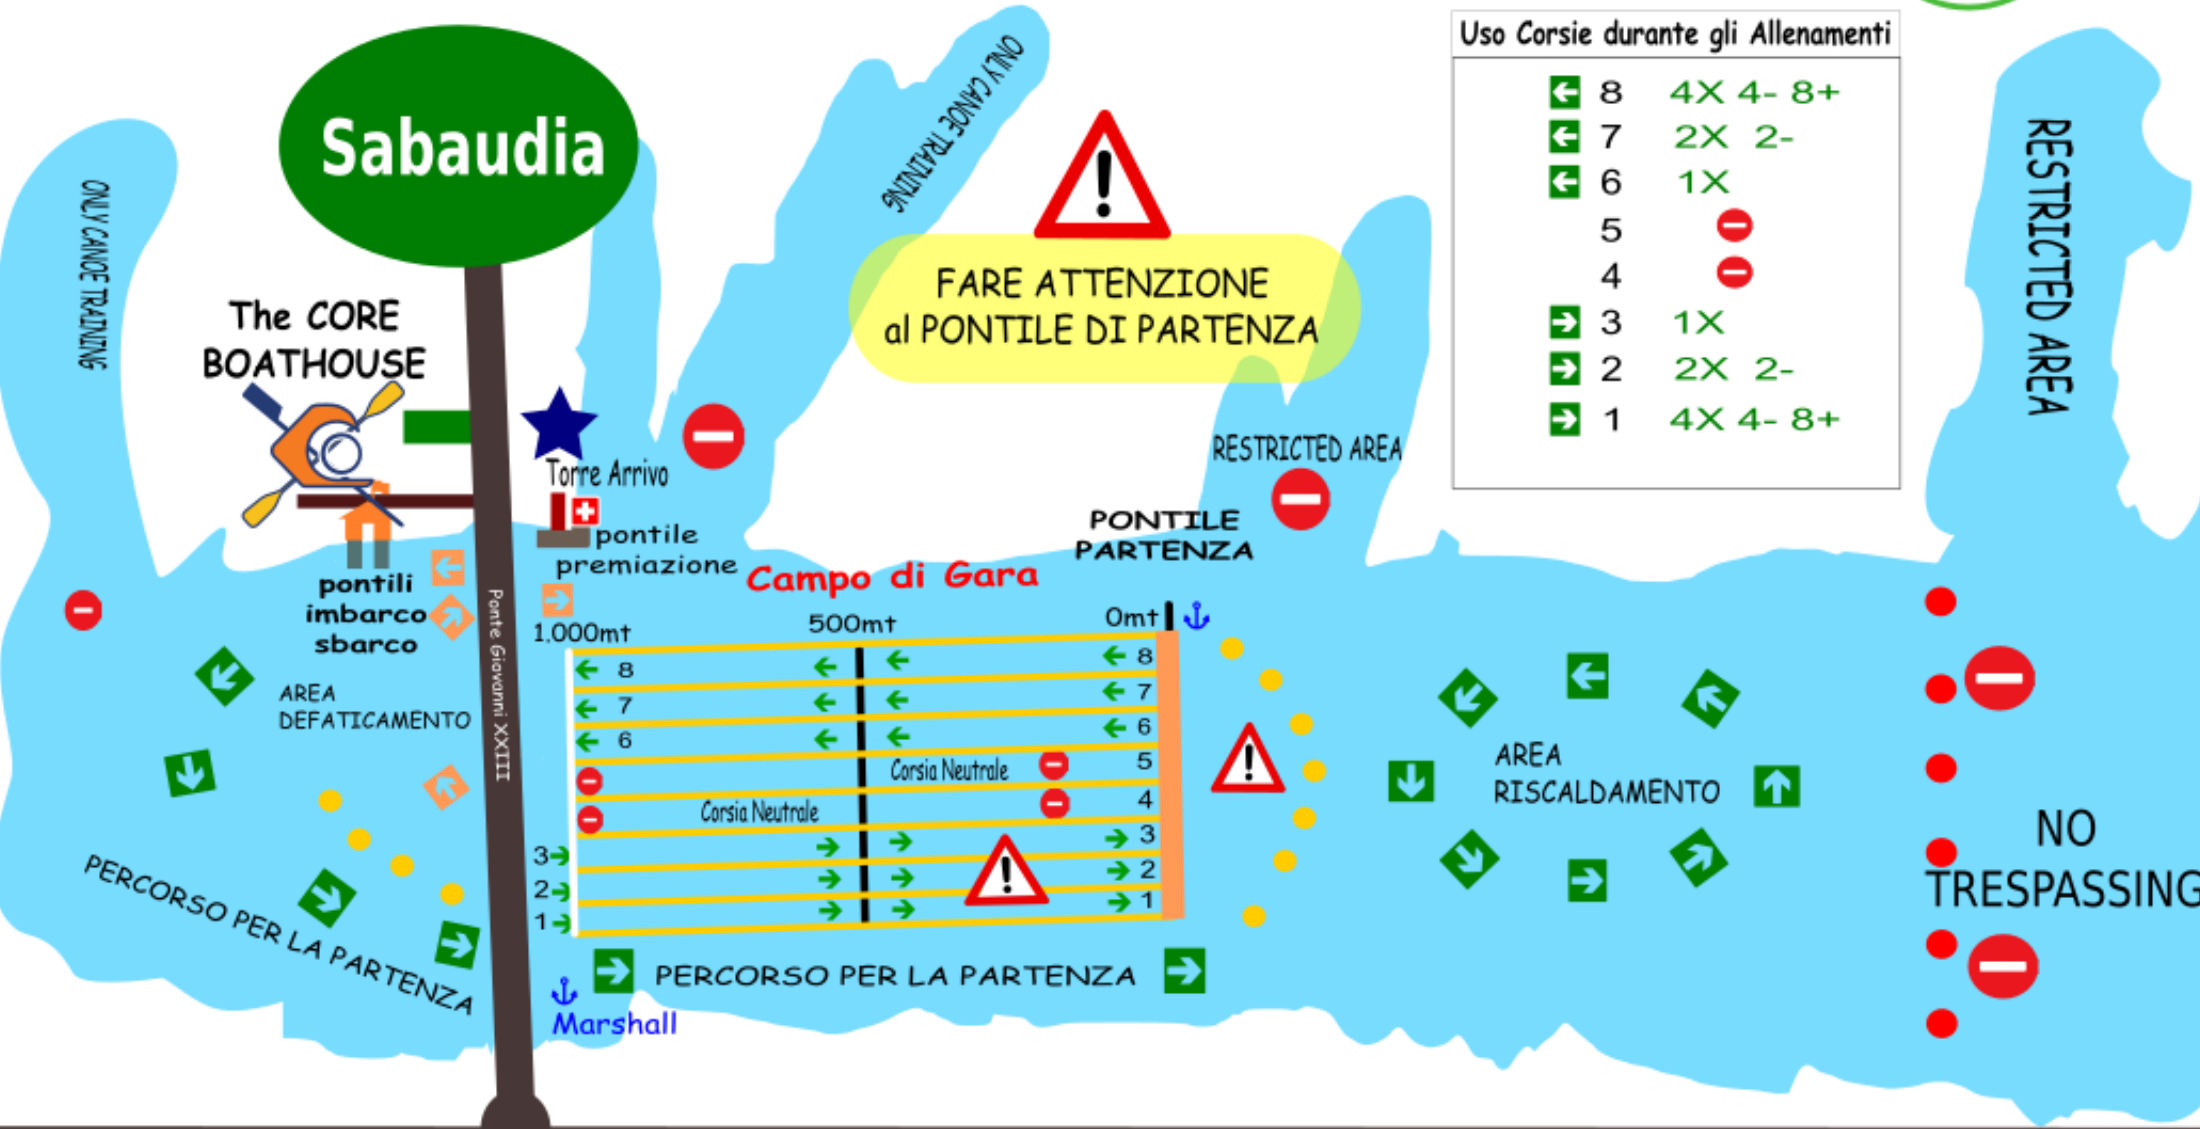 Sabaudia
ONLY CANOE TRAINING
ONLY CANOE TRAINING
Uso Corsie durante gli Allenamenti
8 4X 4- 8+
7 2X 2-
6 1X
5
4
3 1X
2 2X 2-
1 4X 4- 8+
RESTRICTED AREA
FARE ATTENZIONE
al PONTILE DI PARTENZA
The CORE
BOATHOUSE
Torre Arrivo
pontile
premiazione
RESTRICTED AREA
PONTILE
PARTENZA
Campo di Gara
pontili
imbarco
sbarco
Ponte Giovanni XXIII
1,000mt
500mt
0mt
8 8
7 7
6 6
Corsia Neutrale 5
Corsia Neutrale 4
3 3
2 2
1 1
AREA
DEFATICAMENTO
AREA
RISCALDAMENTO
NO
TRESPASSING
PERCORSO PER LA PARTENZA
PERCORSO PER LA PARTENZA
Marshall